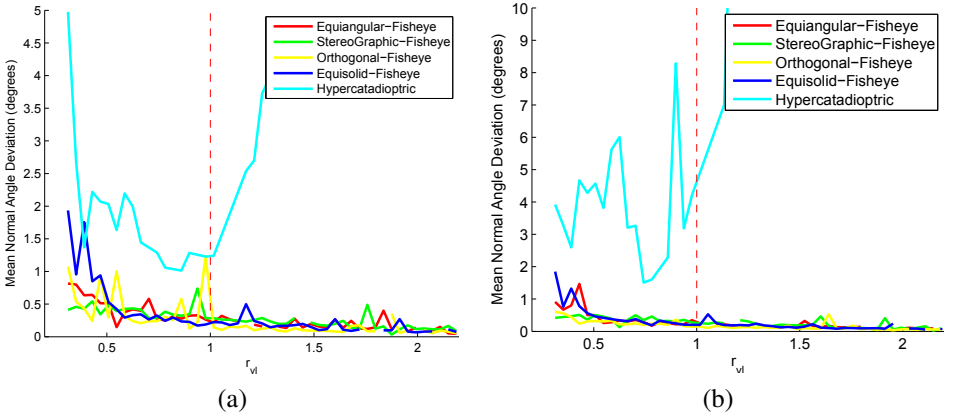 5
4.5
4
3.5
3
2.5
2
1.5
1
0.5
0
Mean Normal Angle Deviation (degrees)
Equiangular-Fisheye
StereoGraphic-Fisheye
Orthogonal-Fisheye
Equisolid-Fisheye
Hypercatadioptric
0.5 1 1.5 2
r_vl
(a)
10
9
8
7
6
5
4
3
2
1
0
Mean Normal Angle Deviation (degrees)
Equiangular-Fisheye
StereoGraphic-Fisheye
Orthogonal-Fisheye
Equisolid-Fisheye
Hypercatadioptric
0.5 1 1.5 2
r_vl
(b)